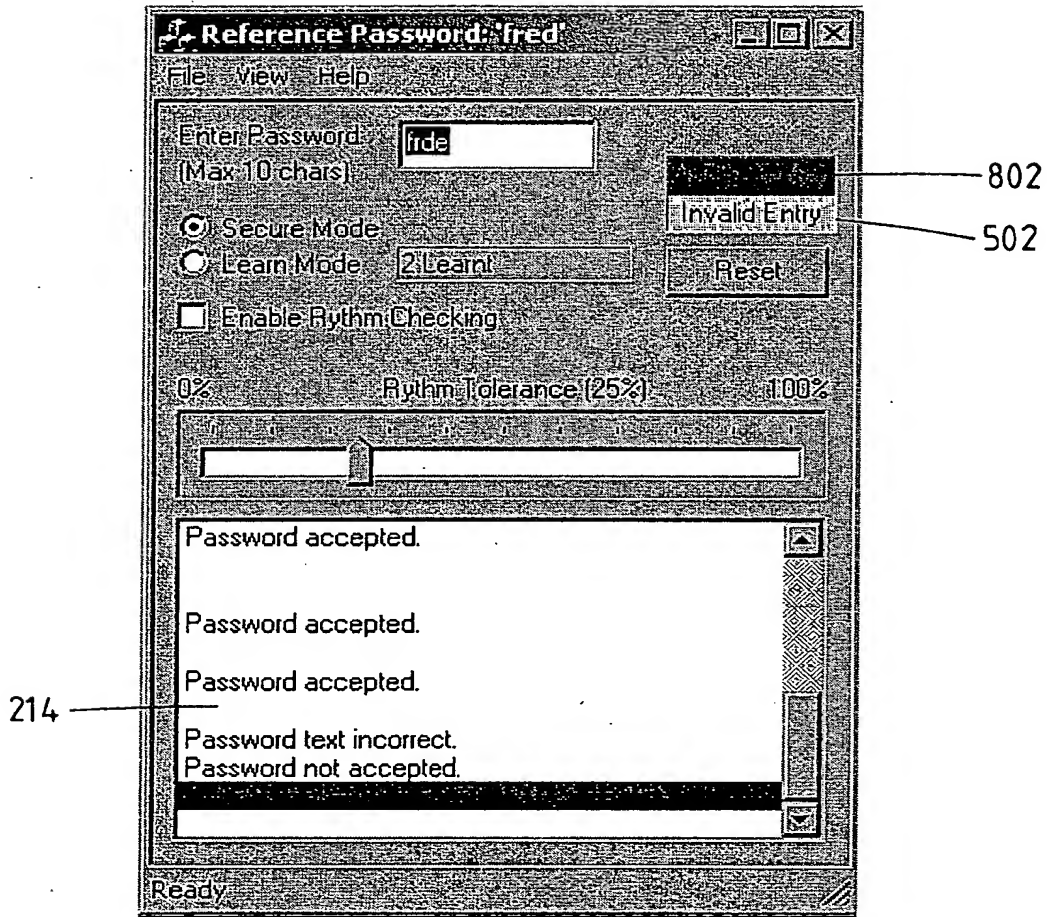 Reference Password: 'fred'
File View Help
Enter Password
(Max 10 chars)
frde
802
Invalid Entry
502
Secure Mode
Learn Mode
2 Learnt
Reset
Enable Rythm Checking
0%
Rythm Tolerance (25%)
100%
Password accepted.
Password accepted.
Password accepted.
214
Password text incorrect.
Password not accepted.
Ready